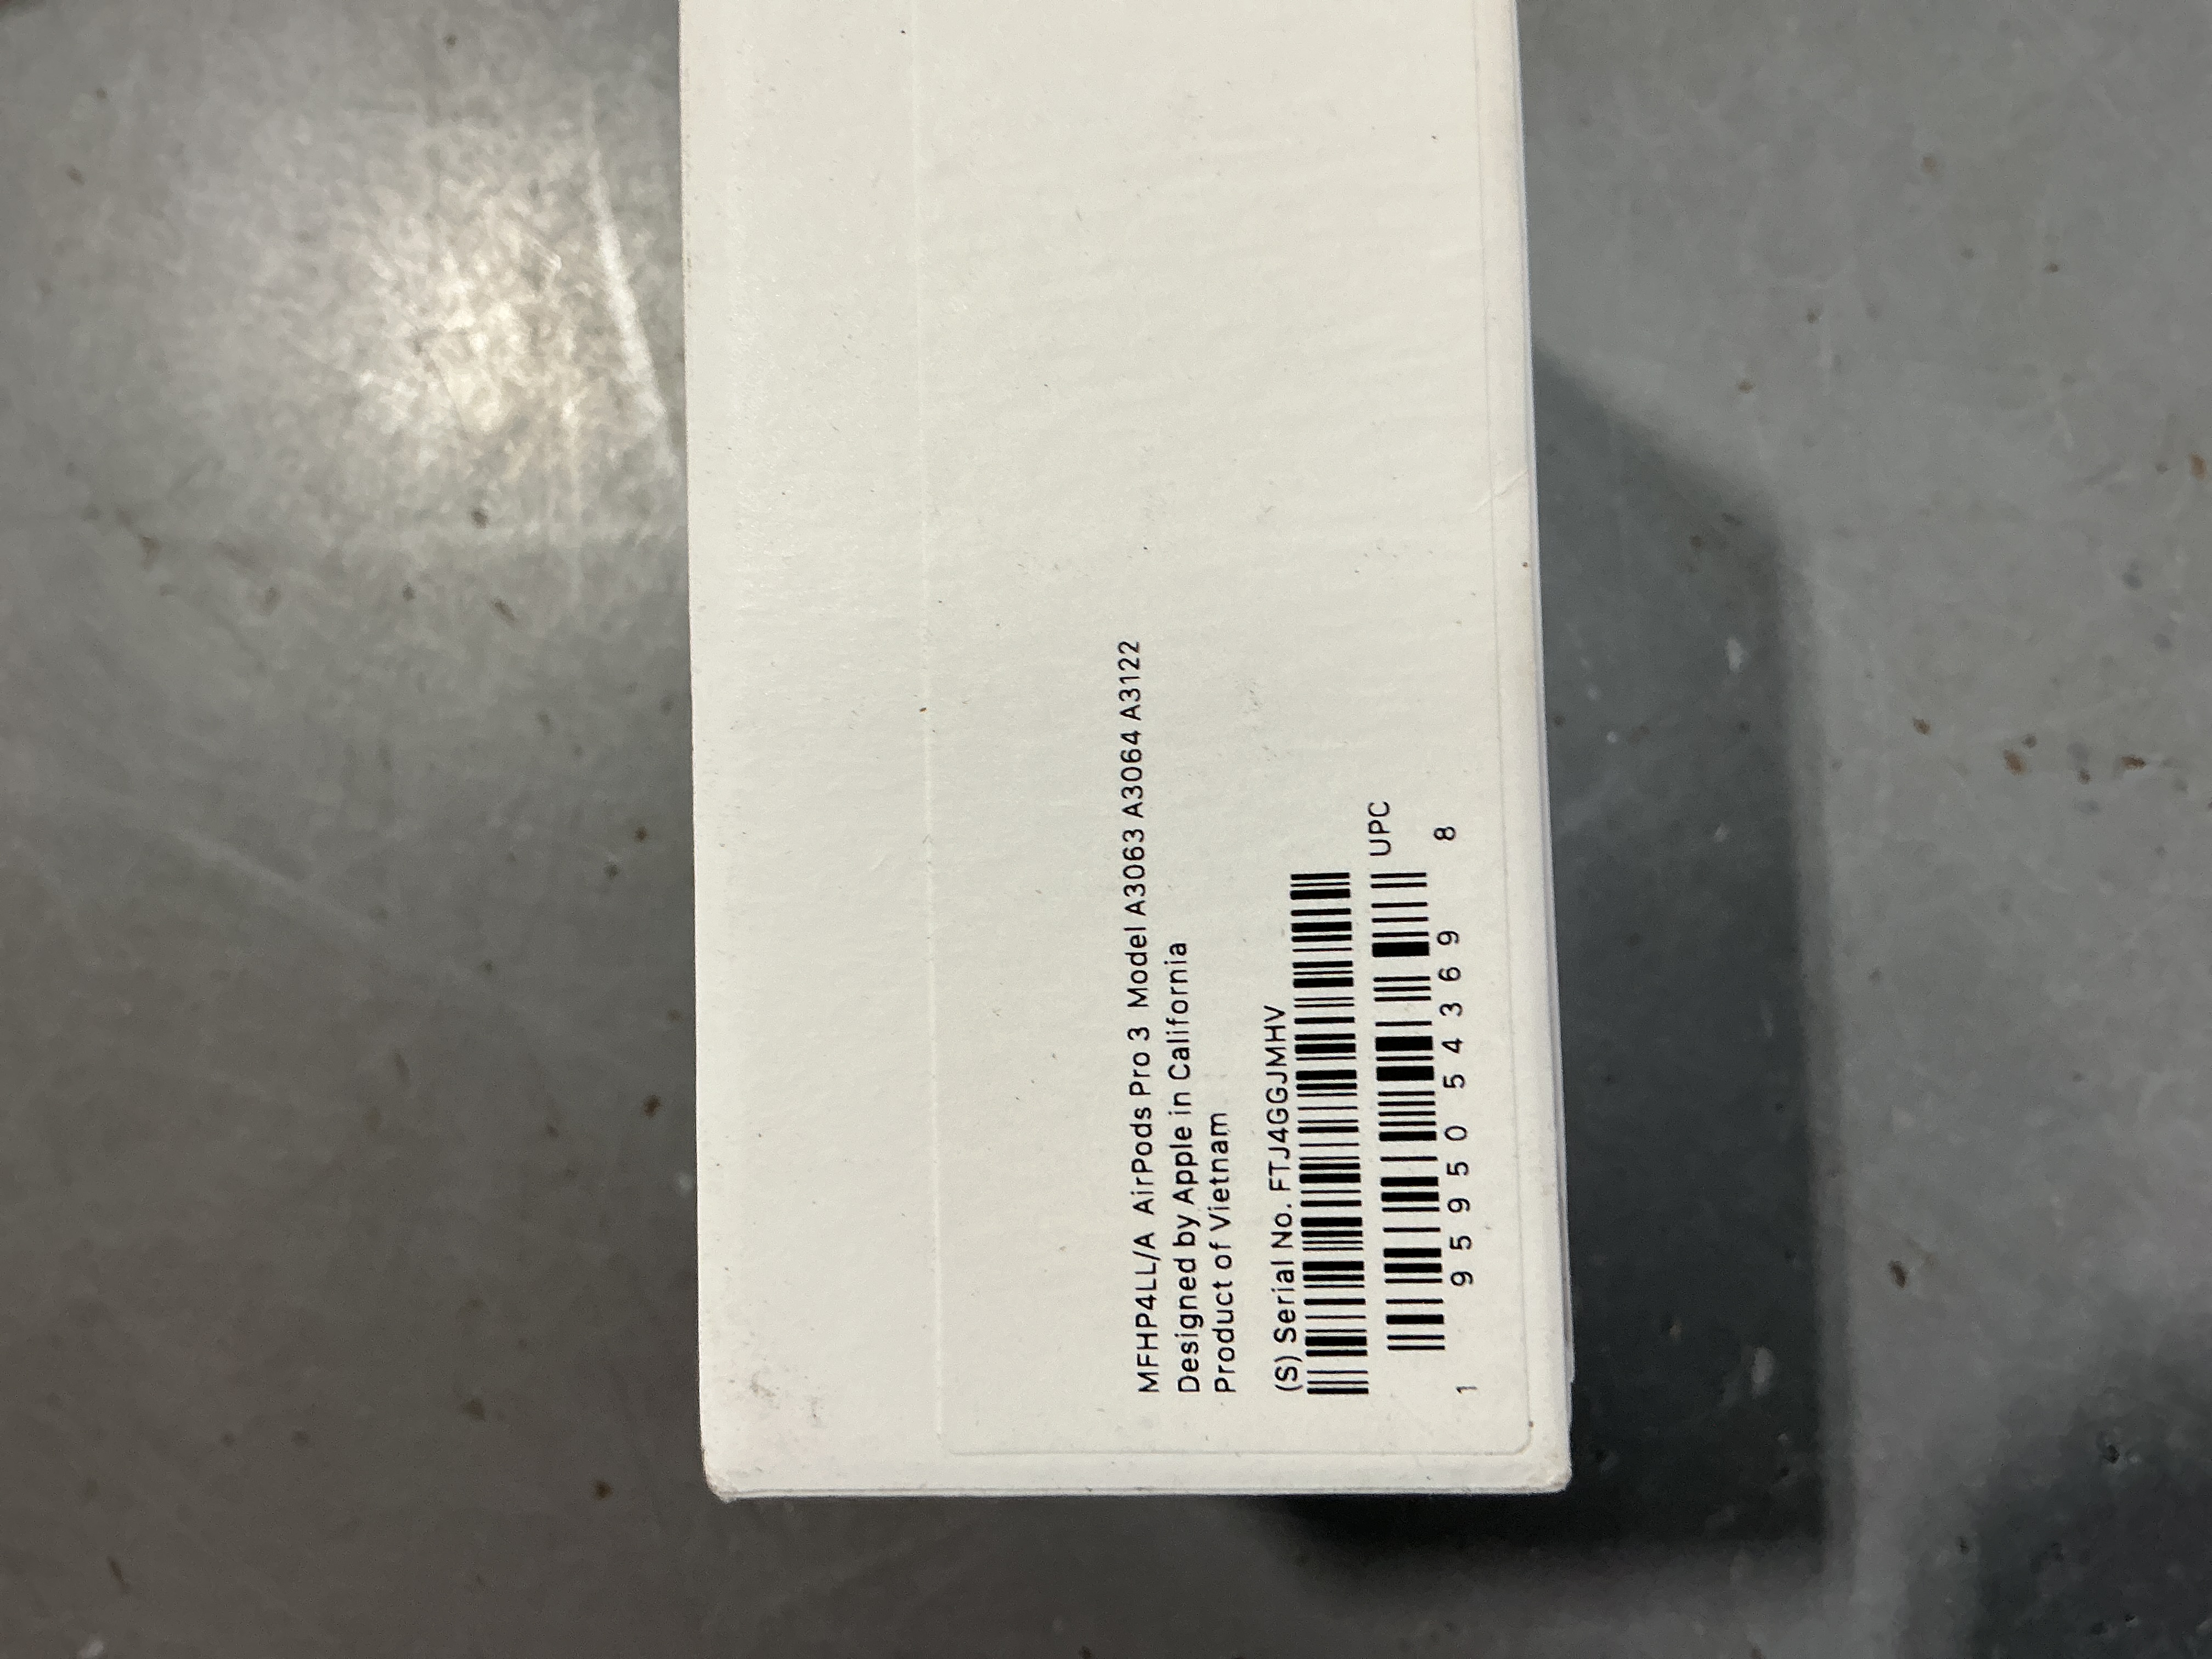 MFHP4LL/A AirPods Pro 3 Model A3063 A3064 A3122
Designed by Apple in California
Product of Vietnam
(S) Serial No. FTJ4GGJMHV
UPC
1 95950 54369 8